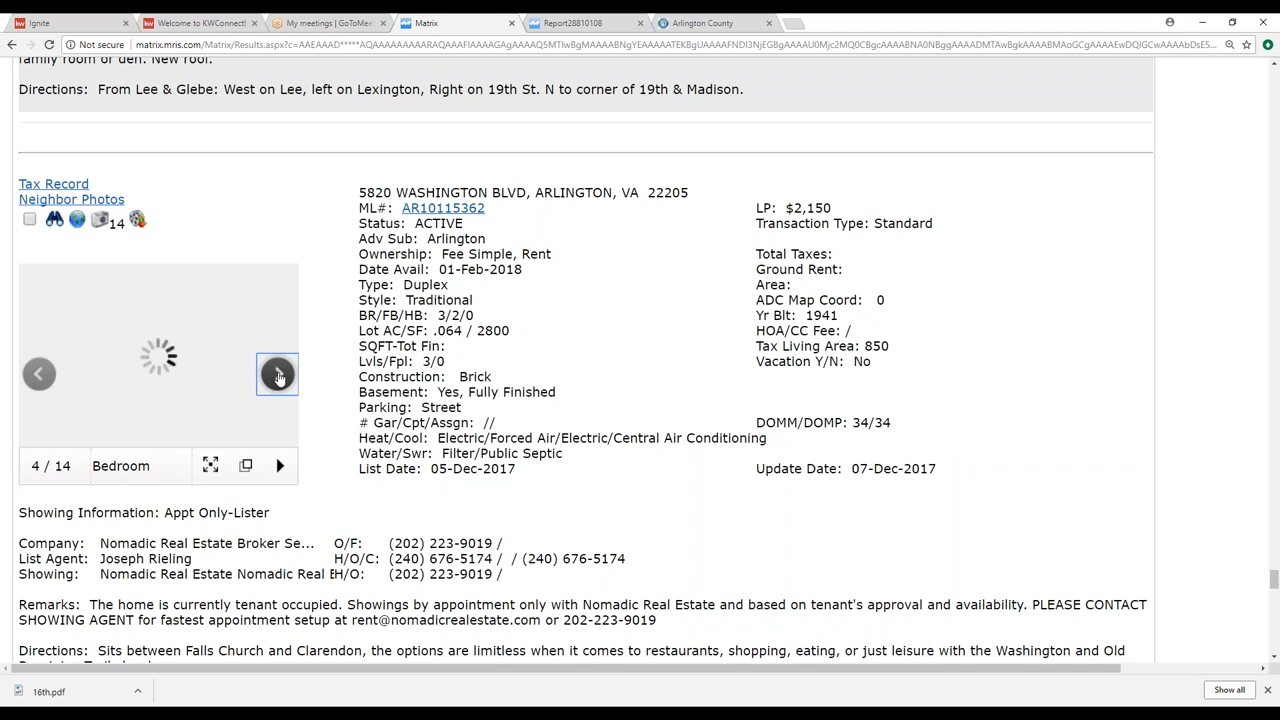 Ignite
Welcome to KWConnect!
My meetings | GoToMee
Matrix
Report28810108
Arlington County
Not secure
family room or den. New roof.
Directions: From Lee & Glebe: West on Lee, left on Lexington, Right on 19th St. N to corner of 19th & Madison.
Tax Record
Neighbor Photos
14
5820 WASHINGTON BLVD, ARLINGTON, VA 22205
ML#: AR10115362 LP: $2,150
Status: ACTIVE Transaction Type: Standard
Adv Sub: Arlington
Ownership: Fee Simple, Rent Total Taxes:
Date Avail: 01-Feb-2018 Ground Rent:
Type: Duplex Area:
Style: Traditional ADC Map Coord: 0
BR/FB/HB: 3/2/0 Yr Blt: 1941
Lot AC/SF: .064 / 2800 HOA/CC Fee: /
SQFT-Tot Fin: Tax Living Area: 850
Lvls/Fpl: 3/0 Vacation Y/N: No
Construction: Brick
Basement: Yes, Fully Finished
Parking: Street
# Gar/Cpt/Assgn: // DOMM/DOMP: 34/34
Heat/Cool: Electric/Forced Air/Electric/Central Air Conditioning
Water/Swr: Filter/Public Septic
List Date: 05-Dec-2017 Update Date: 07-Dec-2017
4 / 14 Bedroom
Showing Information: Appt Only-Lister
Company: Nomadic Real Estate Broker Se... O/F: (202) 223-9019 /
List Agent: Joseph Rieling H/O/C: (240) 676-5174 / / (240) 676-5174
Showing: Nomadic Real Estate Nomadic Real E H/O: (202) 223-9019 /
Remarks: The home is currently tenant occupied. Showings by appointment only with Nomadic Real Estate and based on tenant's approval and availability. PLEASE CONTACT
SHOWING AGENT for fastest appointment setup at rent@nomadicrealestate.com or 202-223-9019
Directions: Sits between Falls Church and Clarendon, the options are limitless when it comes to restaurants, shopping, eating, or just leisure with the Washington and Old
16th.pdf
Show all